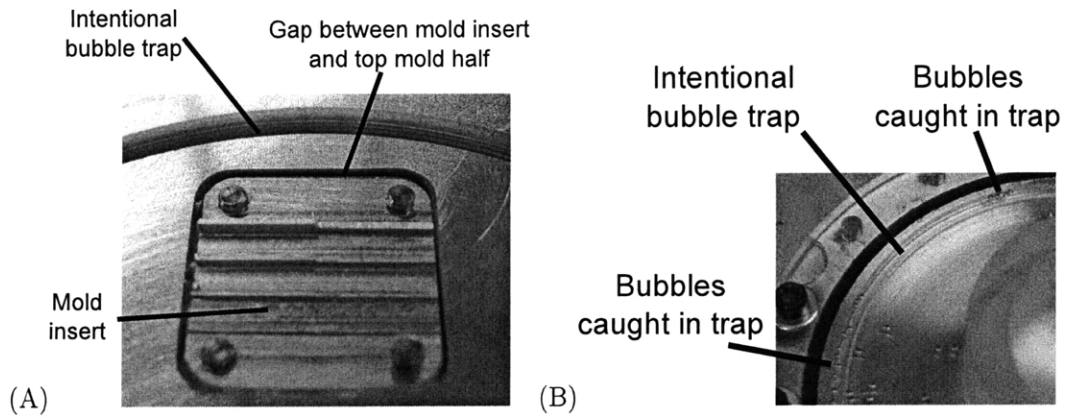 Intentional
bubble trap
Gap between mold insert
and top mold half
Mold
insert
(A)
Intentional
bubble trap
Bubbles
caught in trap
Bubbles
caught in trap
(B)